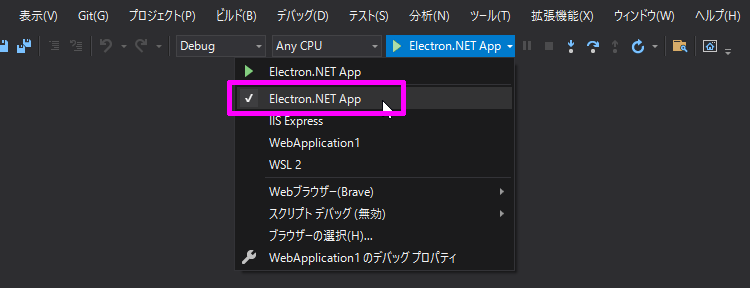 表示(V) Git(G) プロジェクト(P) ビルド(B) デバッグ(D) テスト(S) 分析(N) ツール(T) 拡張機能(X) ウィンドウ(W) ヘルプ(H)
Debug Any CPU Electron.NET App
Electron.NET App
Electron.NET App
IIS Express
WebApplication1
WSL 2
Webブラウザー(Brave)
スクリプト デバッグ (無効)
ブラウザーの選択(H)...
WebApplication1 のデバッグ プロパティ